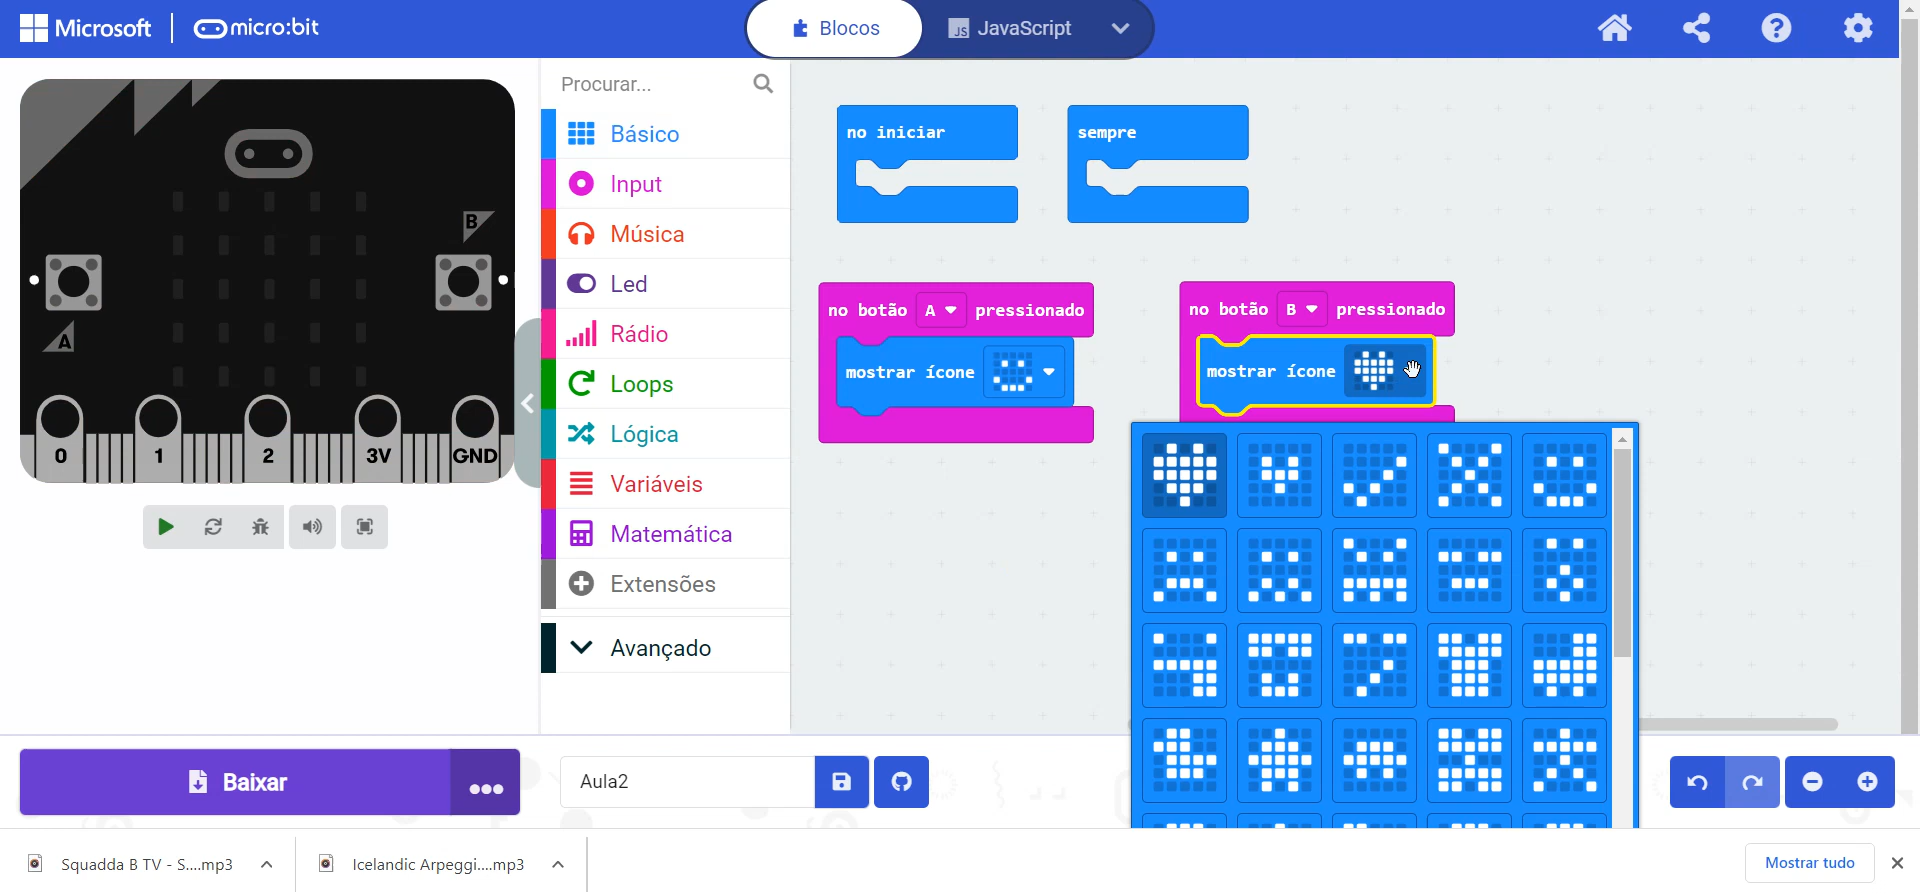 Microsoft
micro:bit
Blocos
JS JavaScript
Procurar...
Básico
Input
Música
Led
Rádio
Loops
Lógica
Variáveis
Matemática
Extensões
Avançado
B
A
0 1 2 3V GND
no iniciar
sempre
no botão A pressionado
mostrar ícone
no botão B pressionado
mostrar ícone
Baixar
Aula2
Squadda B TV - S....mp3
Icelandic Arpeggi....mp3
Mostrar tudo